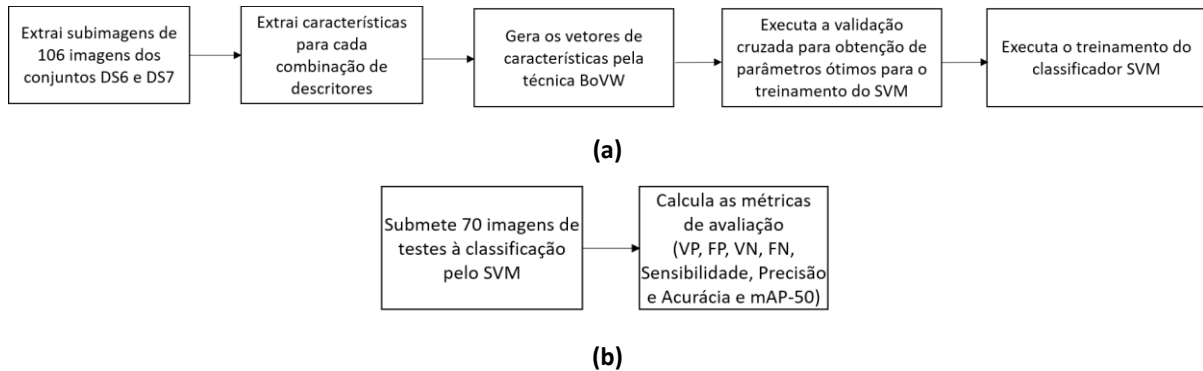 Extrai subimagens de
106 imagens dos
conjuntos DS6 e DS7
Extrai características
para cada
combinação de
descritores
Gera os vetores de
características pela
técnica BoVW
Executa a validação
cruzada para obtenção de
parâmetros ótimos para o
treinamento do SVM
Executa o treinamento do
classificador SVM
(a)
Submete 70 imagens de
testes à classificação
pelo SVM
Calcula as métricas
de avaliação
(VP, FP, VN, FN,
Sensibilidade, Precisão
e Acurácia e mAP-50)
(b)